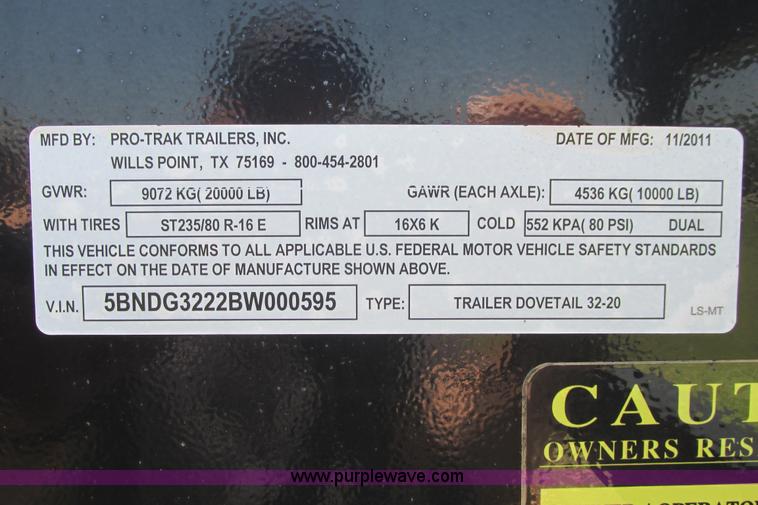 MFD BY: PRO-TRAK TRAILERS, INC. DATE OF MFG: 11/2011
WILLS POINT, TX 75169 - 800-454-2801
GVWR: 9072 KG( 20000 LB) GAWR (EACH AXLE): 4536 KG( 10000 LB)
WITH TIRES ST235/80 R-16 E RIMS AT 16X6 K COLD 552 KPA( 80 PSI) DUAL
THIS VEHICLE CONFORMS TO ALL APPLICABLE U.S. FEDERAL MOTOR VEHICLE SAFETY STANDARDS
IN EFFECT ON THE DATE OF MANUFACTURE SHOWN ABOVE.
V.I.N. 5BNDG3222BW000595 TYPE: TRAILER DOVETAIL 32-20
LS-MT
CAUT
OWNERS RES
www.purplewave.com